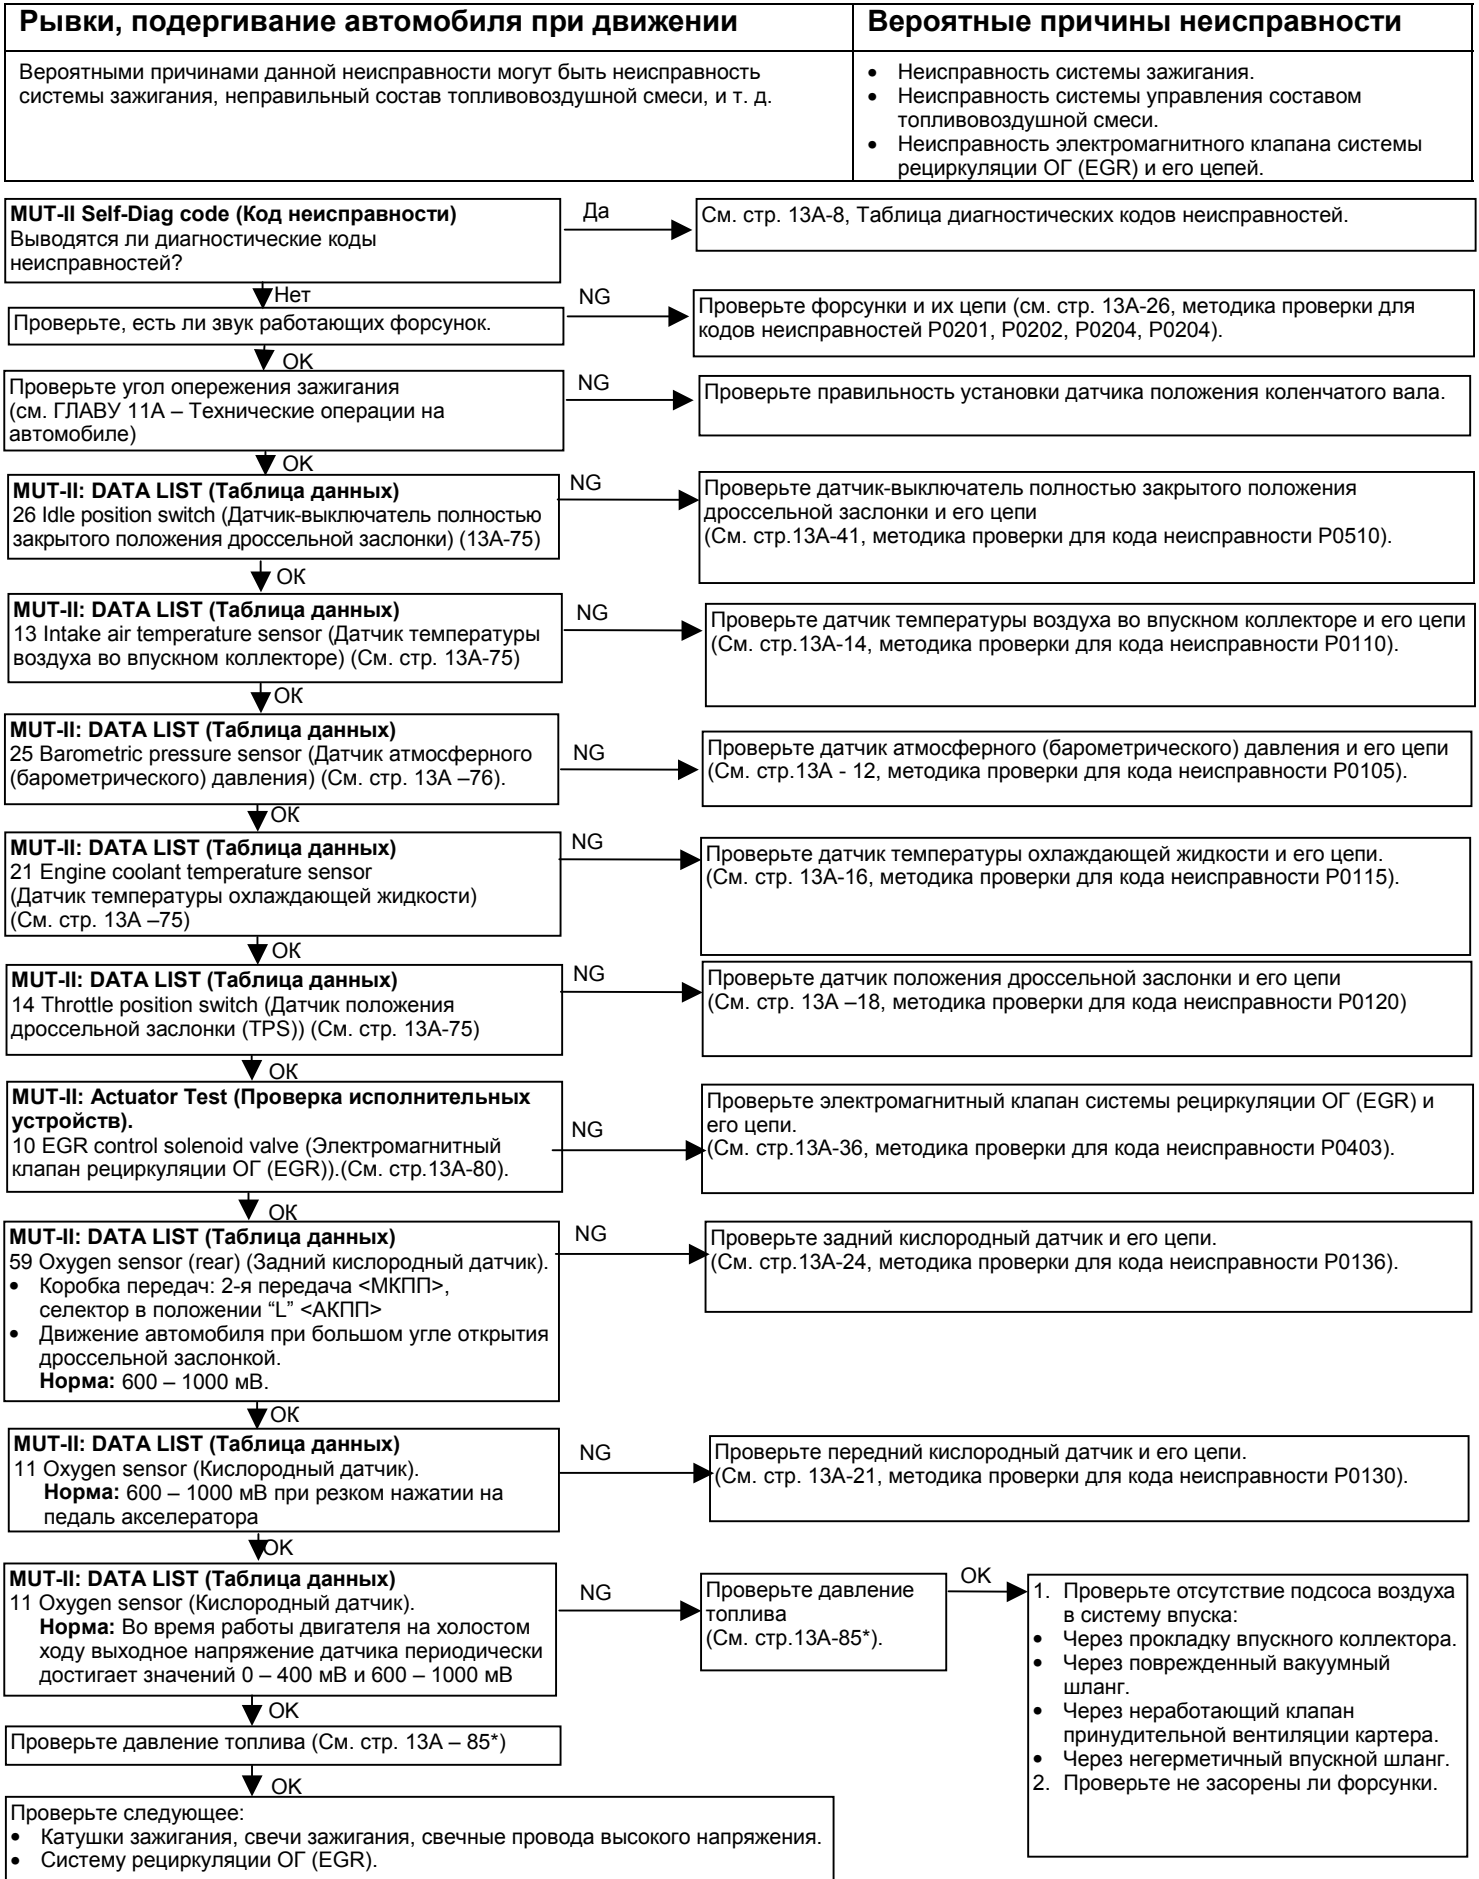 Рывки, подергивание автомобиля при движении
Вероятные причины неисправности
Вероятными причинами данной неисправности могут быть неисправность
системы зажигания, неправильный состав топливовоздушной смеси, и т. д.
• Неисправность системы зажигания.
• Неисправность системы управления составом
топливовоздушной смеси.
• Неисправность электромагнитного клапана системы
рециркуляции ОГ (EGR) и его цепей.
MUT-II Self-Diag code (Код неисправности)
Выводятся ли диагностические коды
неисправностей?
Да
См. стр. 13А-8, Таблица диагностических кодов неисправностей.
Нет
Проверьте, есть ли звук работающих форсунок.
NG
Проверьте форсунки и их цепи (см. стр. 13А-26, методика проверки для
кодов неисправностей Р0201, Р0202, Р0204, Р0204).
OK
Проверьте угол опережения зажигания
(см. ГЛАВУ 11А – Технические операции на
автомобиле)
NG
Проверьте правильность установки датчика положения коленчатого вала.
OK
MUT-II: DATA LIST (Таблица данных)
26 Idle position switch (Датчик-выключатель полностью
закрытого положения дроссельной заслонки) (13А-75)
NG
Проверьте датчик-выключатель полностью закрытого положения
дроссельной заслонки и его цепи
(См. стр.13А-41, методика проверки для кода неисправности Р0510).
OK
MUT-II: DATA LIST (Таблица данных)
13 Intake air temperature sensor (Датчик температуры
воздуха во впускном коллекторе) (См. стр. 13А-75)
NG
Проверьте датчик температуры воздуха во впускном коллекторе и его цепи
(См. стр.13А-14, методика проверки для кода неисправности Р0110).
OK
MUT-II: DATA LIST (Таблица данных)
25 Barometric pressure sensor (Датчик атмосферного
(барометрического) давления) (См. стр. 13А –76).
NG
Проверьте датчик атмосферного (барометрического) давления и его цепи
(См. стр.13А - 12, методика проверки для кода неисправности Р0105).
OK
MUT-II: DATA LIST (Таблица данных)
21 Engine coolant temperature sensor
(Датчик температуры охлаждающей жидкости)
(См. стр. 13А –75)
NG
Проверьте датчик температуры охлаждающей жидкости и его цепи.
(См. стр. 13А-16, методика проверки для кода неисправности Р0115).
OK
MUT-II: DATA LIST (Таблица данных)
14 Throttle position switch (Датчик положения
дроссельной заслонки (TPS)) (См. стр. 13А-75)
NG
Проверьте датчик положения дроссельной заслонки и его цепи
(См. стр. 13А –18, методика проверки для кода неисправности Р0120)
OK
MUT-II: Actuator Test (Проверка исполнительных
устройств).
10 EGR control solenoid valve (Электромагнитный
клапан рециркуляции ОГ (EGR)).(См. стр.13А-80).
NG
Проверьте электромагнитный клапан системы рециркуляции ОГ (EGR) и
его цепи.
(См. стр.13А-36, методика проверки для кода неисправности Р0403).
OK
MUT-II: DATA LIST (Таблица данных)
59 Oxygen sensor (rear) (Задний кислородный датчик).
• Коробка передач: 2-я передача <МКПП>,
селектор в положении “L” <АКПП>
• Движение автомобиля при большом угле открытия
дроссельной заслонкой.
Норма: 600 – 1000 мВ.
NG
Проверьте задний кислородный датчик и его цепи.
(См. стр.13А-24, методика проверки для кода неисправности Р0136).
OK
MUT-II: DATA LIST (Таблица данных)
11 Oxygen sensor (Кислородный датчик).
Норма: 600 – 1000 мВ при резком нажатии на
педаль акселератора
NG
Проверьте передний кислородный датчик и его цепи.
(См. стр. 13А-21, методика проверки для кода неисправности Р0130).
OK
MUT-II: DATA LIST (Таблица данных)
11 Oxygen sensor (Кислородный датчик).
Норма: Во время работы двигателя на холостом
ходу выходное напряжение датчика периодически
достигает значений 0 – 400 мВ и 600 – 1000 мВ
NG
Проверьте давление
топлива
(См. стр.13А-85*).
OK
1. Проверьте отсутствие подсоса воздуха
в систему впуска:
• Через прокладку впускного коллектора.
• Через поврежденный вакуумный
шланг.
• Через неработающий клапан
принудительной вентиляции картера.
• Через негерметичный впускной шланг.
2. Проверьте не засорены ли форсунки.
OK
Проверьте давление топлива (См. стр. 13А – 85*)
OK
Проверьте следующее:
• Катушки зажигания, свечи зажигания, свечные провода высокого напряжения.
• Систему рециркуляции ОГ (EGR).